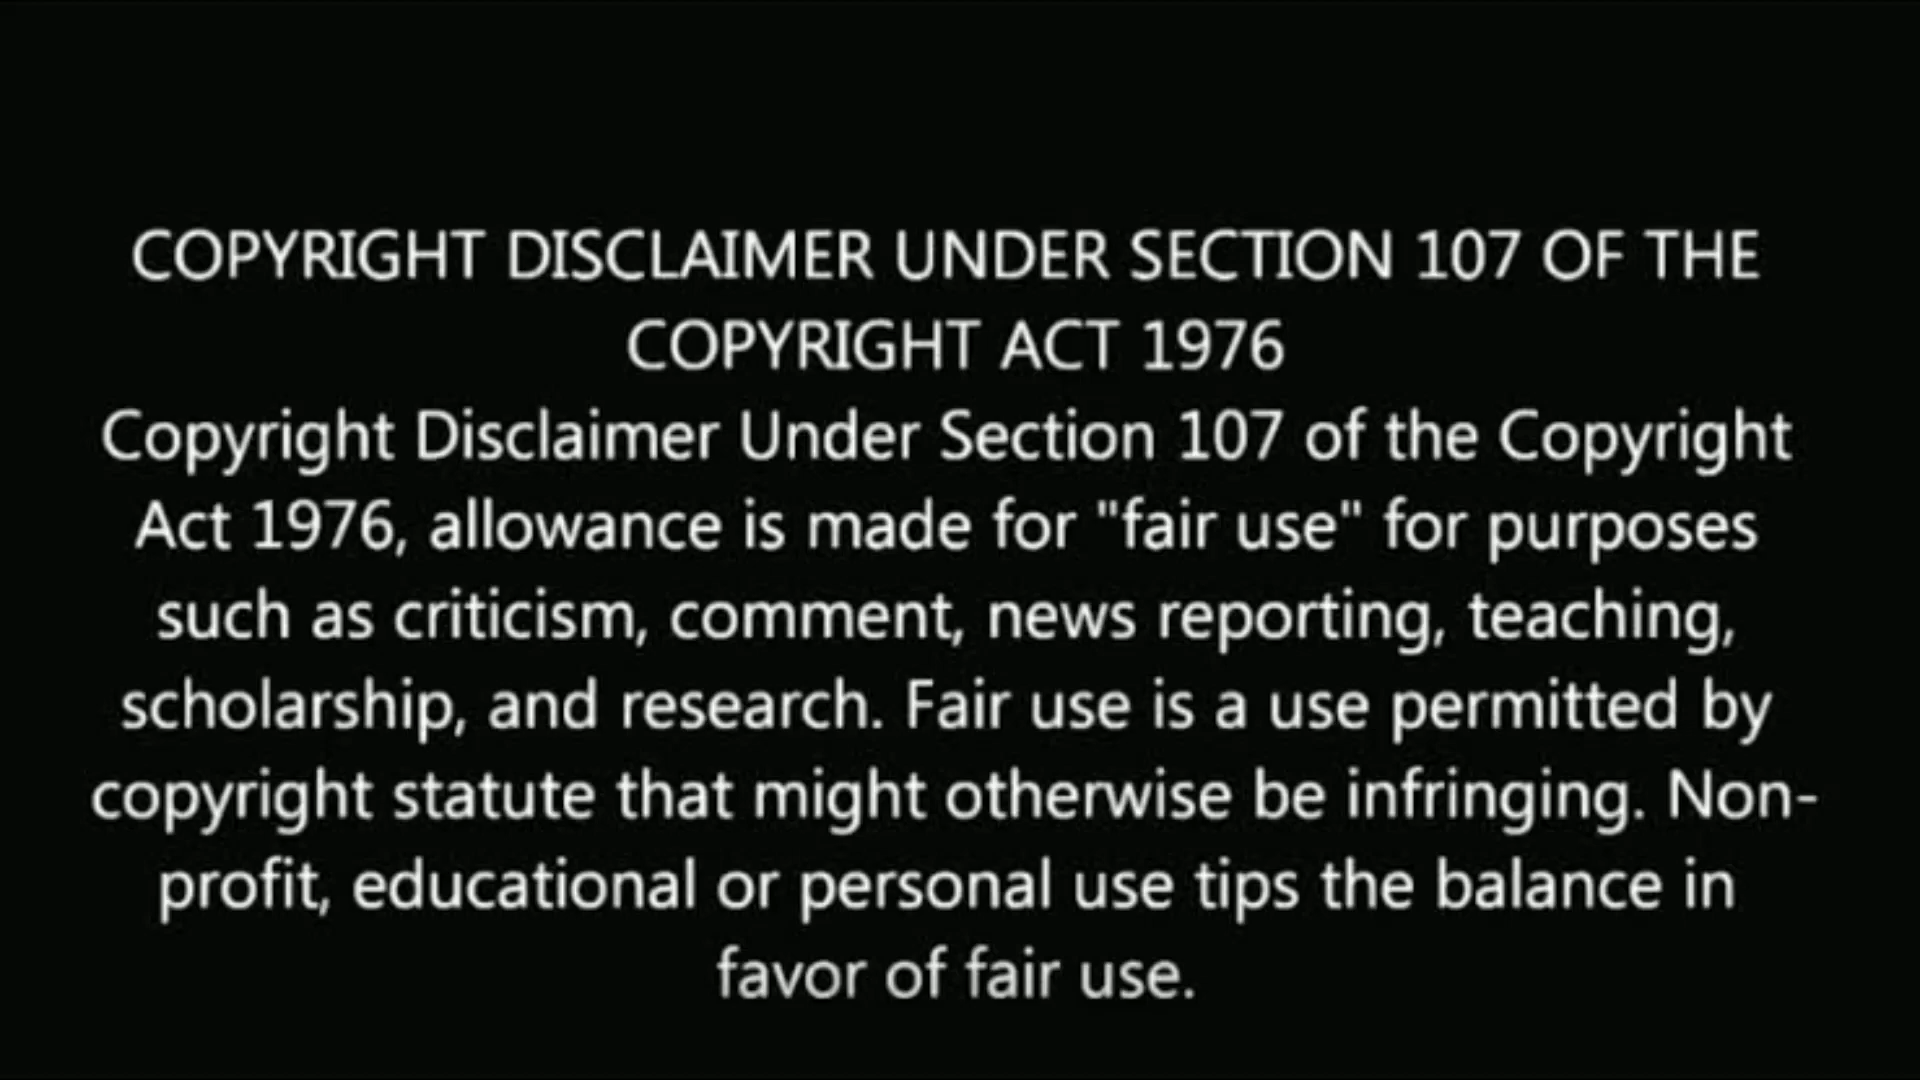 COPYRIGHT DISCLAIMER UNDER SECTION 107 OF THE
COPYRIGHT ACT 1976
Copyright Disclaimer Under Section 107 of the Copyright
Act 1976, allowance is made for "fair use" for purposes
such as criticism, comment, news reporting, teaching,
scholarship, and research. Fair use is a use permitted by
copyright statute that might otherwise be infringing. Non-
profit, educational or personal use tips the balance in
favor of fair use.